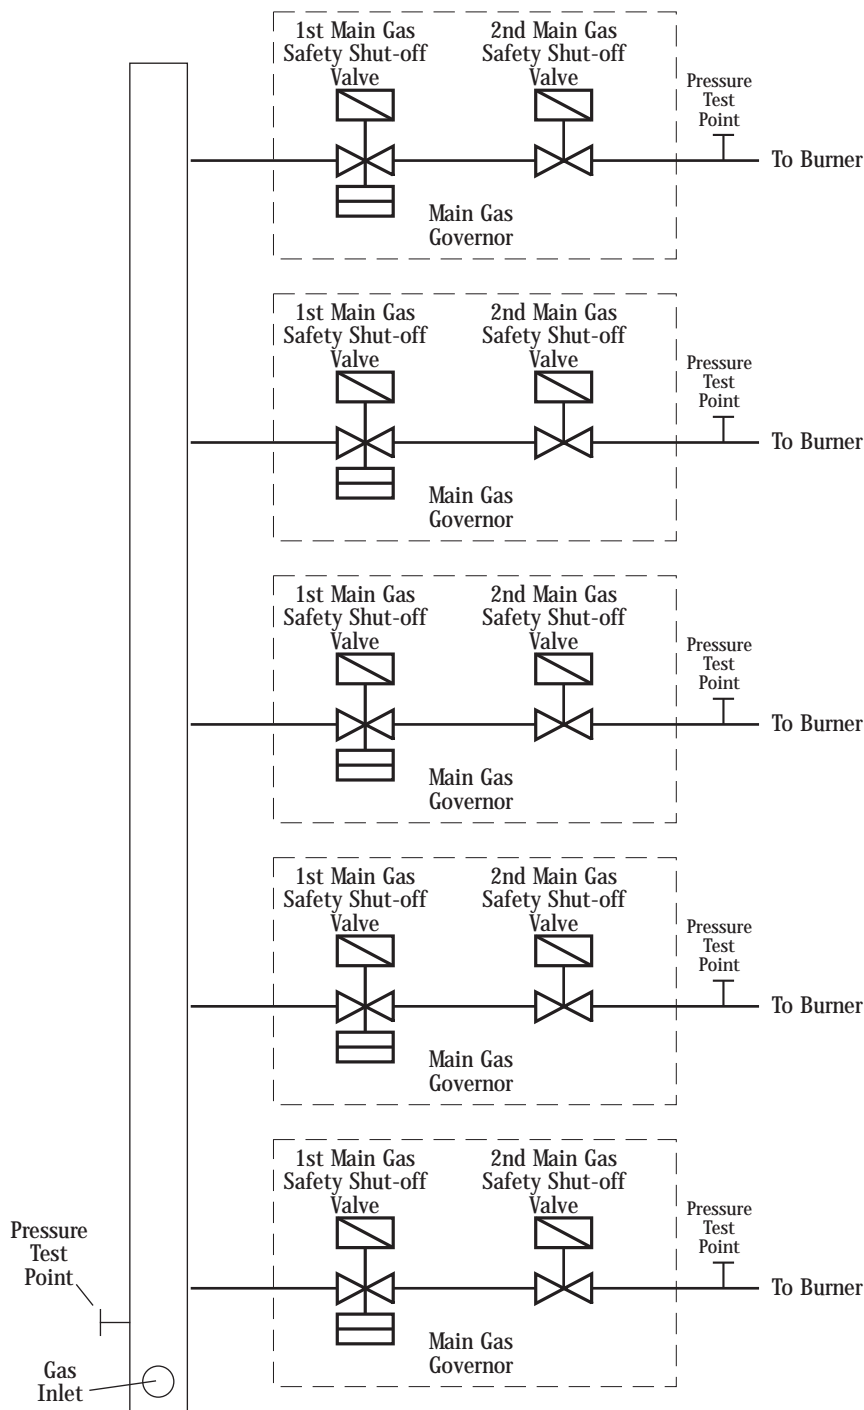 1st Main Gas
Safety Shut-off
Valve
2nd Main Gas
Safety Shut-off
Valve
Pressure
Test
Point
To Burner
Main Gas
Governor
1st Main Gas
Safety Shut-off
Valve
2nd Main Gas
Safety Shut-off
Valve
Pressure
Test
Point
To Burner
Main Gas
Governor
1st Main Gas
Safety Shut-off
Valve
2nd Main Gas
Safety Shut-off
Valve
Pressure
Test
Point
To Burner
Main Gas
Governor
1st Main Gas
Safety Shut-off
Valve
2nd Main Gas
Safety Shut-off
Valve
Pressure
Test
Point
To Burner
Main Gas
Governor
1st Main Gas
Safety Shut-off
Valve
2nd Main Gas
Safety Shut-off
Valve
Pressure
Test
Point
To Burner
Main Gas
Governor
Pressure
Test
Point
Gas
Inlet